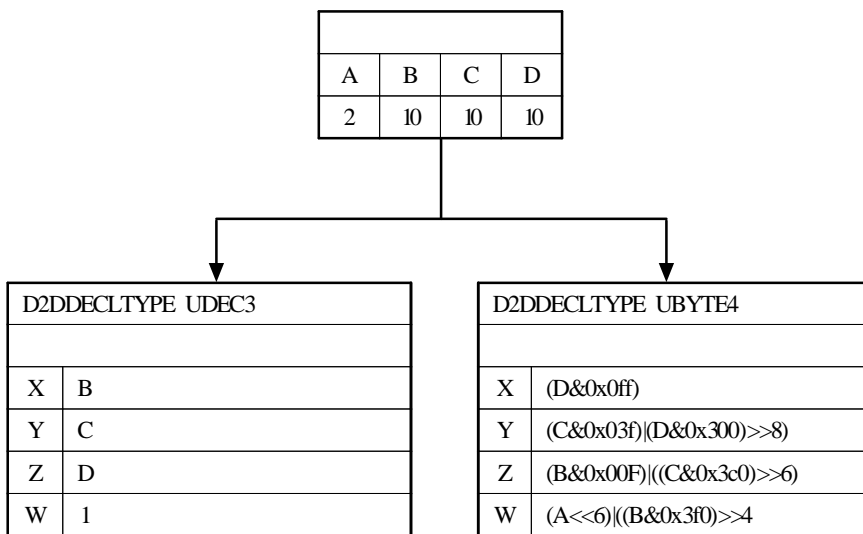 A B C D
2 10 10 10
D2DDECLTYPE UDEC3
X B
Y C
Z D
W 1
D2DDECLTYPE UBYTE4
X (D&0x0ff)
Y (C&0x03f)|(D&0x300)>>8)
Z (B&0x00F)|((C&0x3c0)>>6)
W (A<<6)|((B&0x3f0)>>4